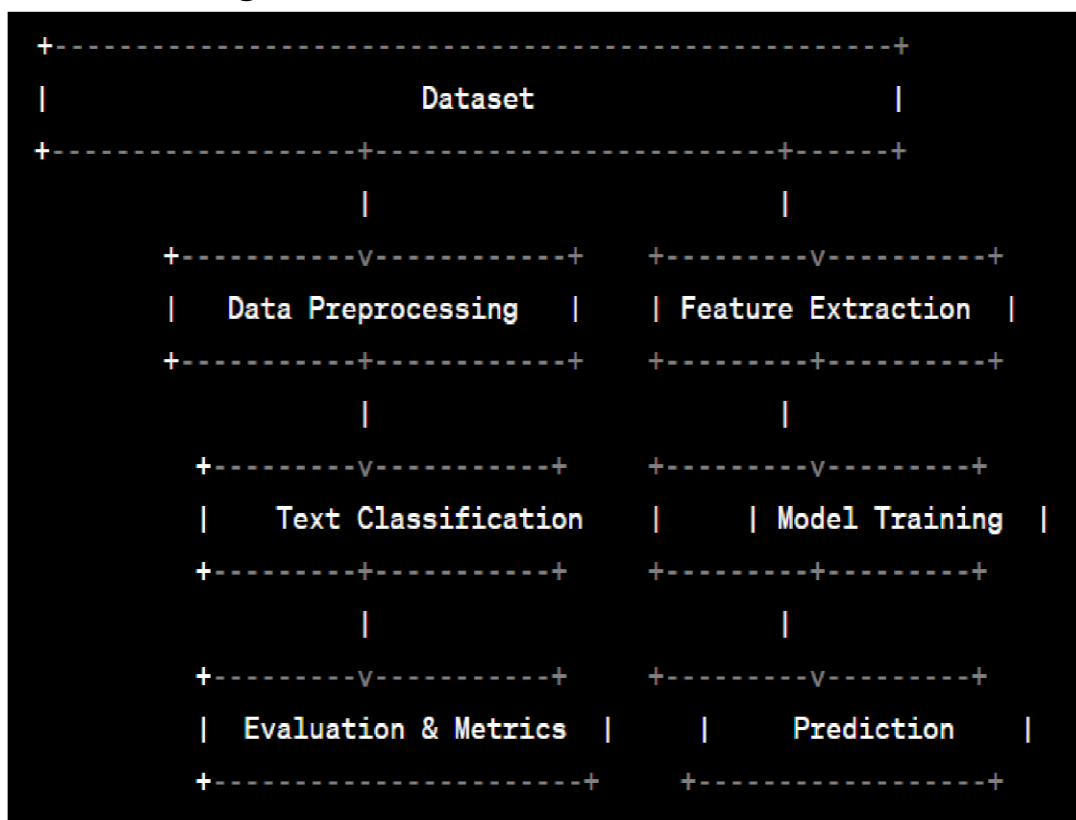 Dataset
Data Preprocessing Feature Extraction
Text Classification Model Training
Evaluation & Metrics Prediction